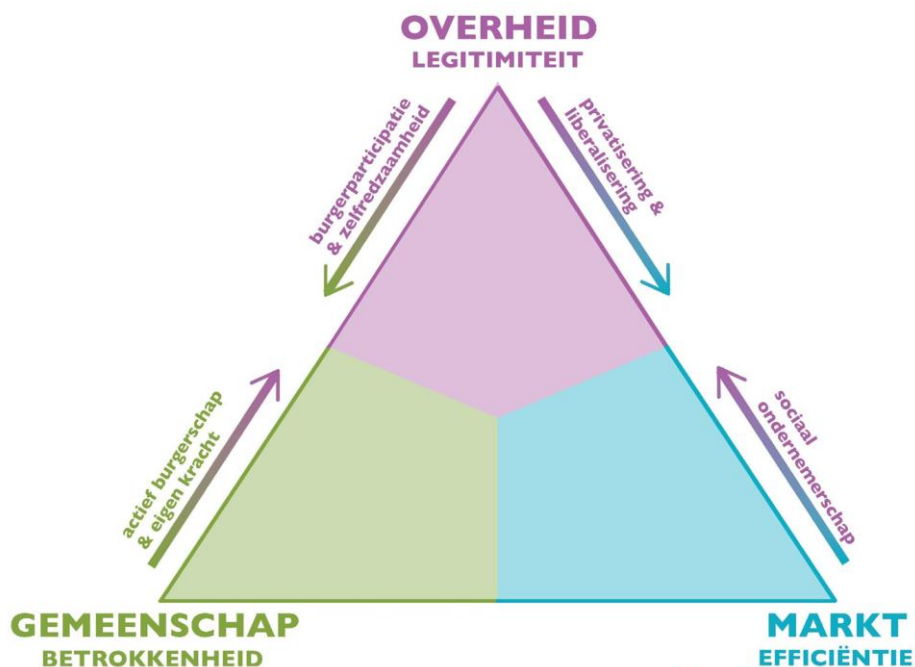 OVERHEID
LEGITIMITEIT
burgerparticipatie
& zelfredzaamheid
privatisering &
liberalisering
actief burgerschap
& eigen kracht
sociaal
ondernemerschap
GEMEENSCHAP
BETROKKENHEID
MARKT
EFFICIËNTIE